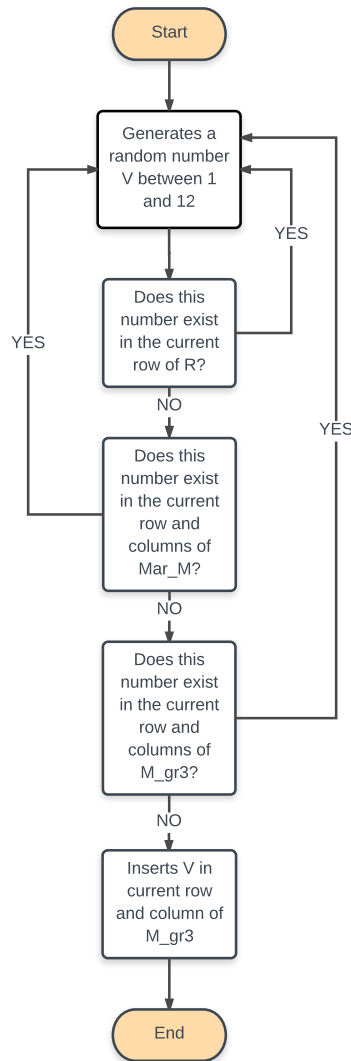 Start
Generates a
random number
V between 1
and 12
YES
Does this
number exist
in the current
row of R?
YES
NO
YES
Does this
number exist
in the current
row and
columns of
Mar_M?
NO
Does this
number exist
in the current
row and
columns of
M_gr3?
NO
Inserts V in
current row
and column of
M_gr3
End